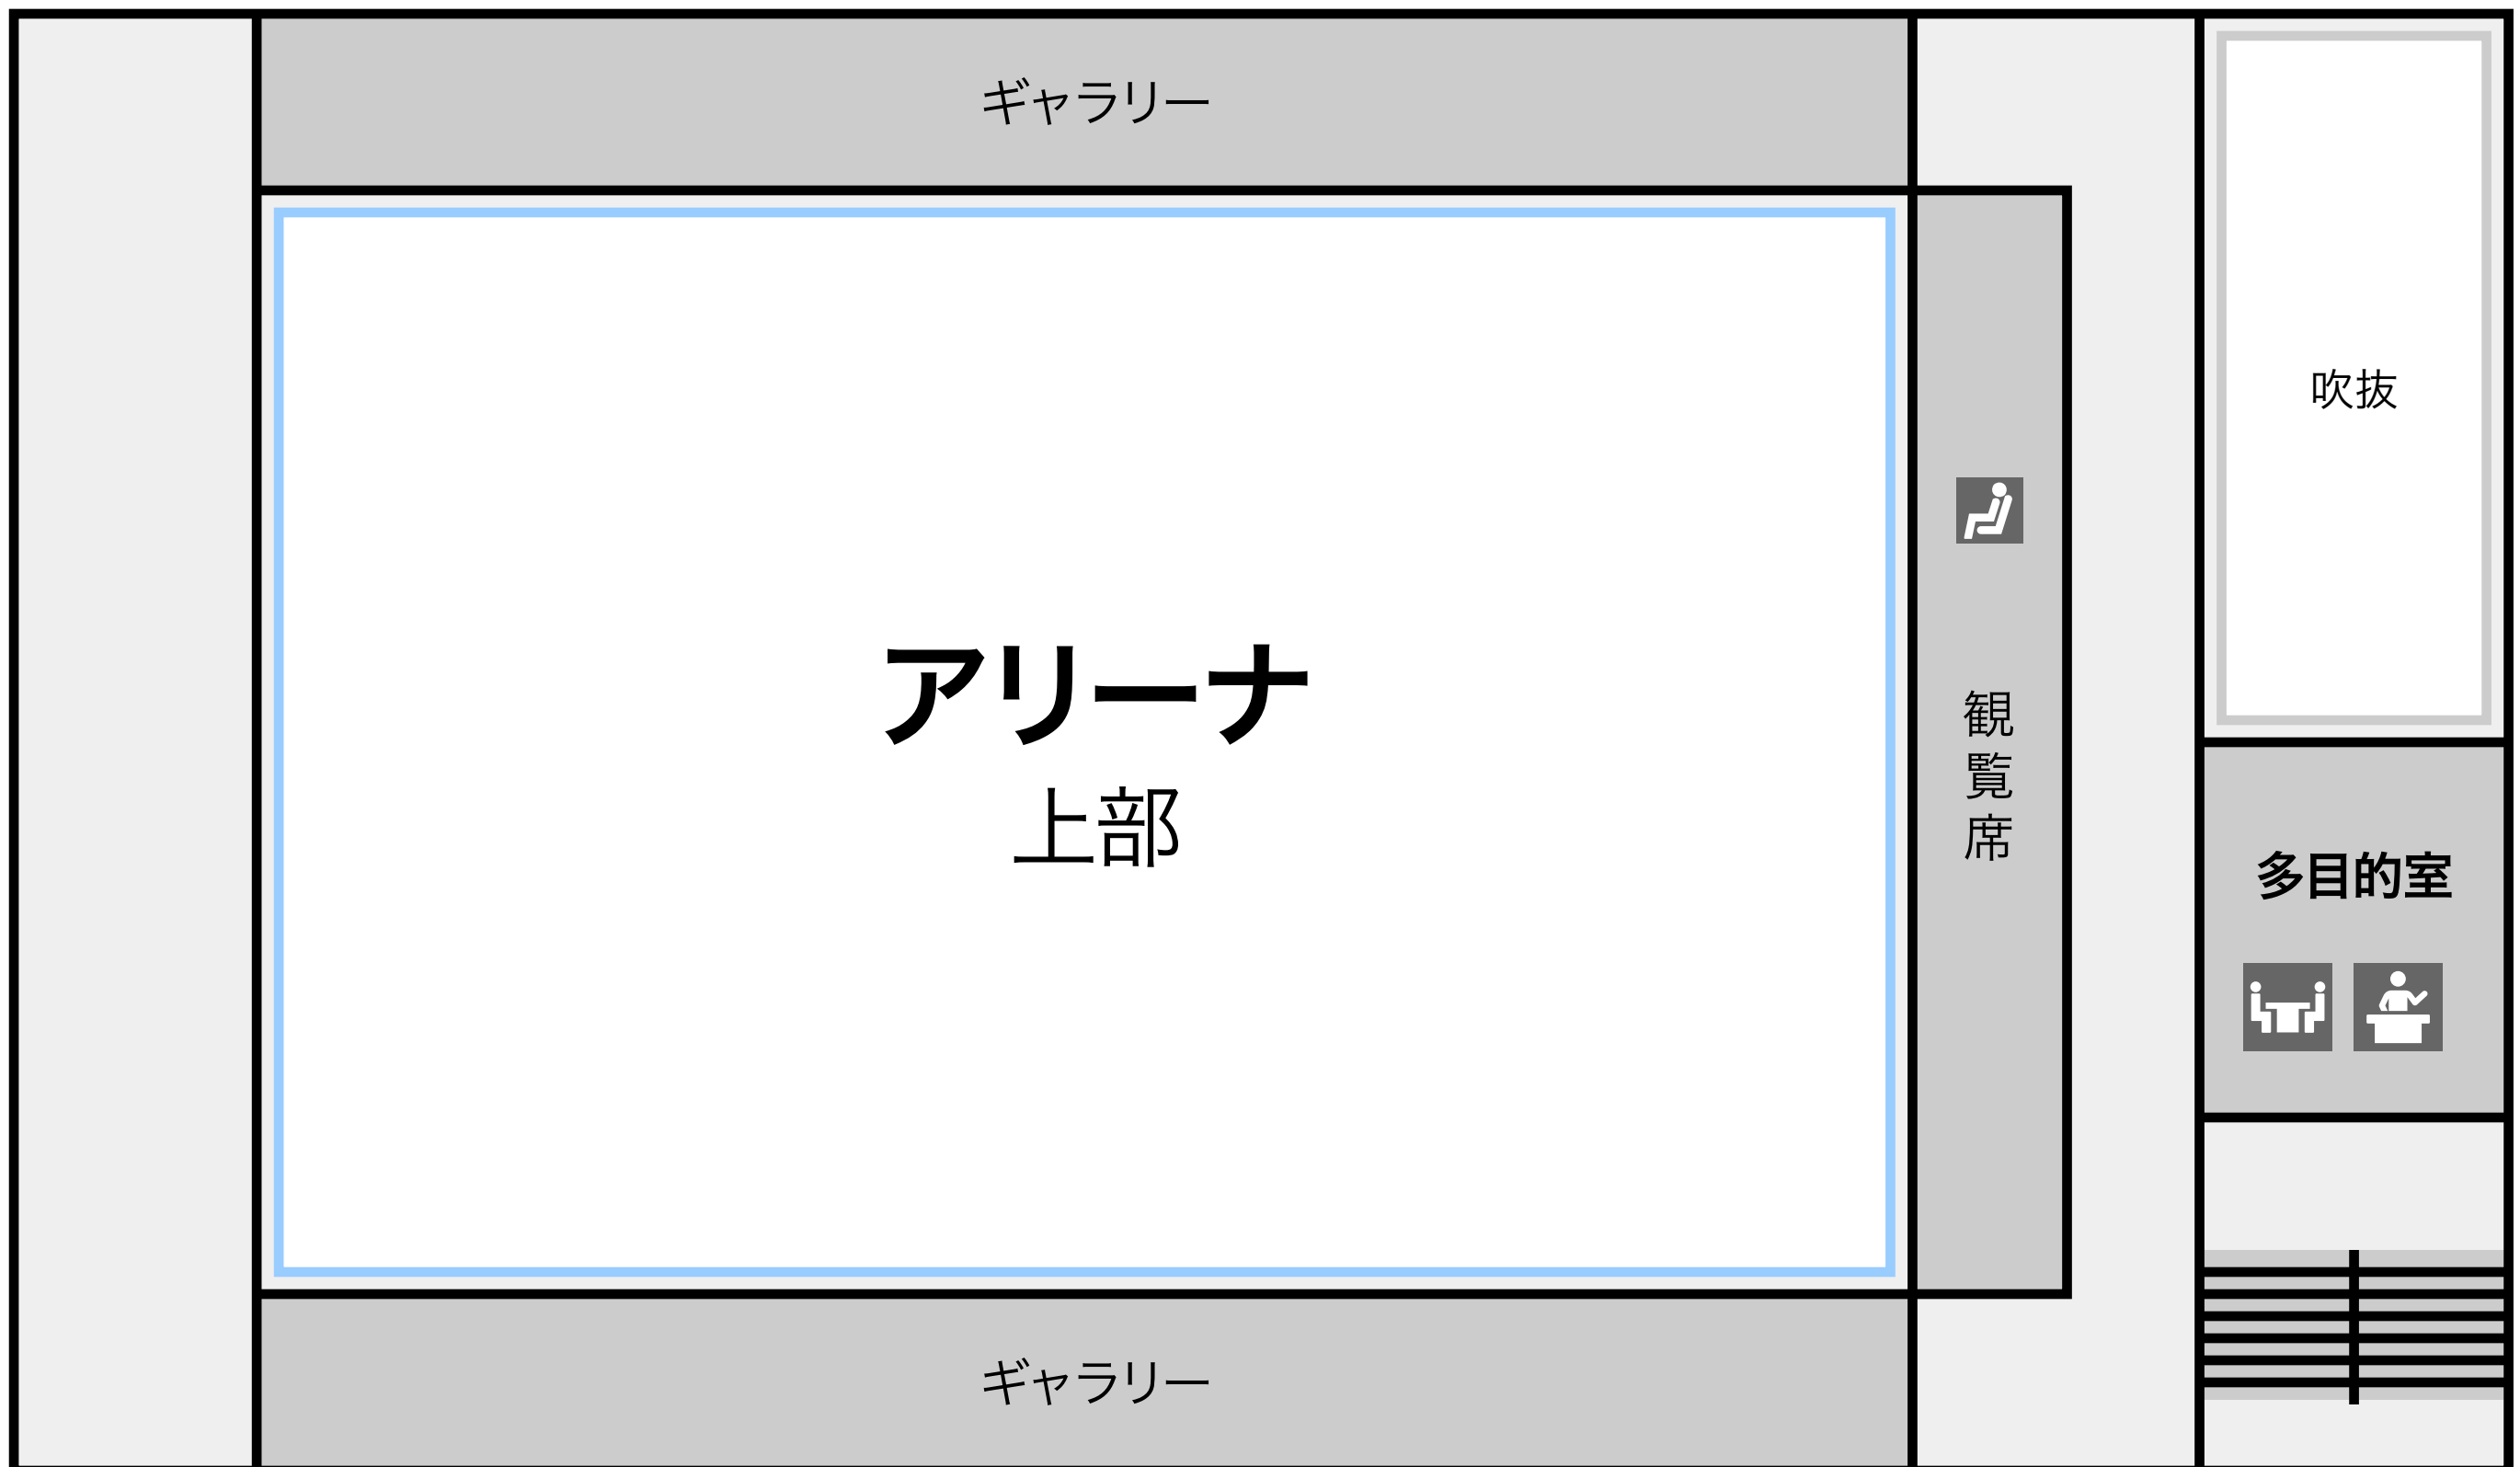 ギャラリー
吹抜
アリーナ
上部
観覧席
多目的室
ギャラリー